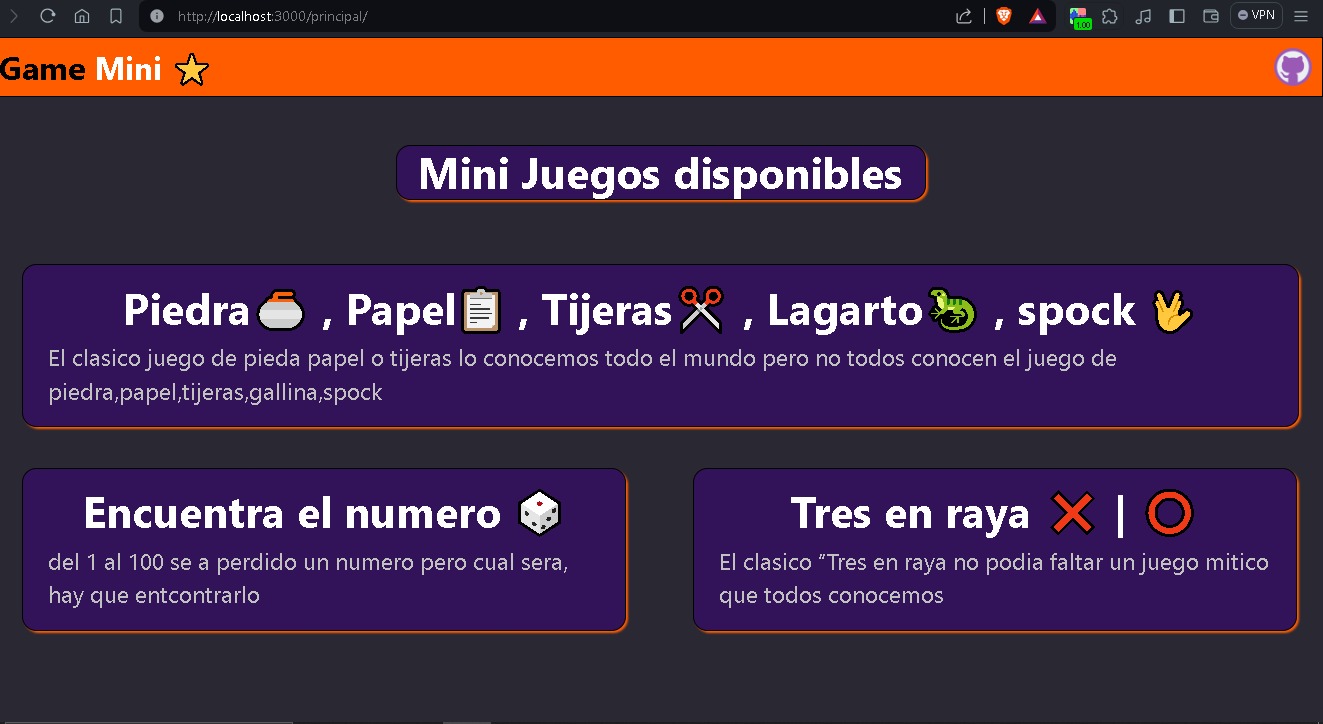 http://localhost:3000/principal/
1.00
VPN
Game Mini ⭐
Mini Juegos disponibles
Piedra🥌 , Papel📋 , Tijeras✂️ , Lagarto🦎 , spock 🖖
El clasico juego de pieda papel o tijeras lo conocemos todo el mundo pero no todos conocen el juego de
piedra,papel,tijeras,gallina,spock
Encuentra el numero 🎲
del 1 al 100 se a perdido un numero pero cual sera,
hay que entcontrarlo
Tres en raya ❌ | ⭕
El clasico “Tres en raya no podia faltar un juego mitico
que todos conocemos